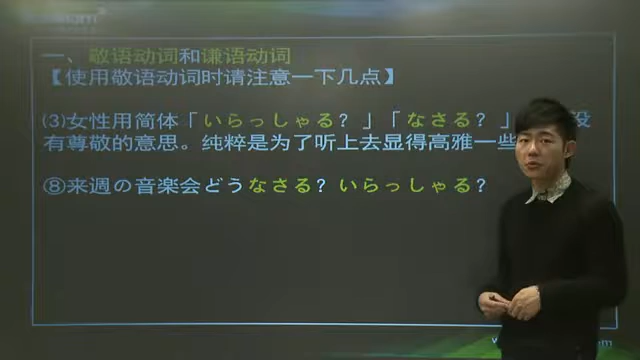 一、敬语动词和谦语动词
【使用敬语动词时请注意一下几点】
⑶女性用简体「いらっしゃる？」「なさる？」 没
有尊敬的意思。纯粹是为了听上去显得高雅一些
⑧来週の音楽会どうなさる？いらっしゃる？